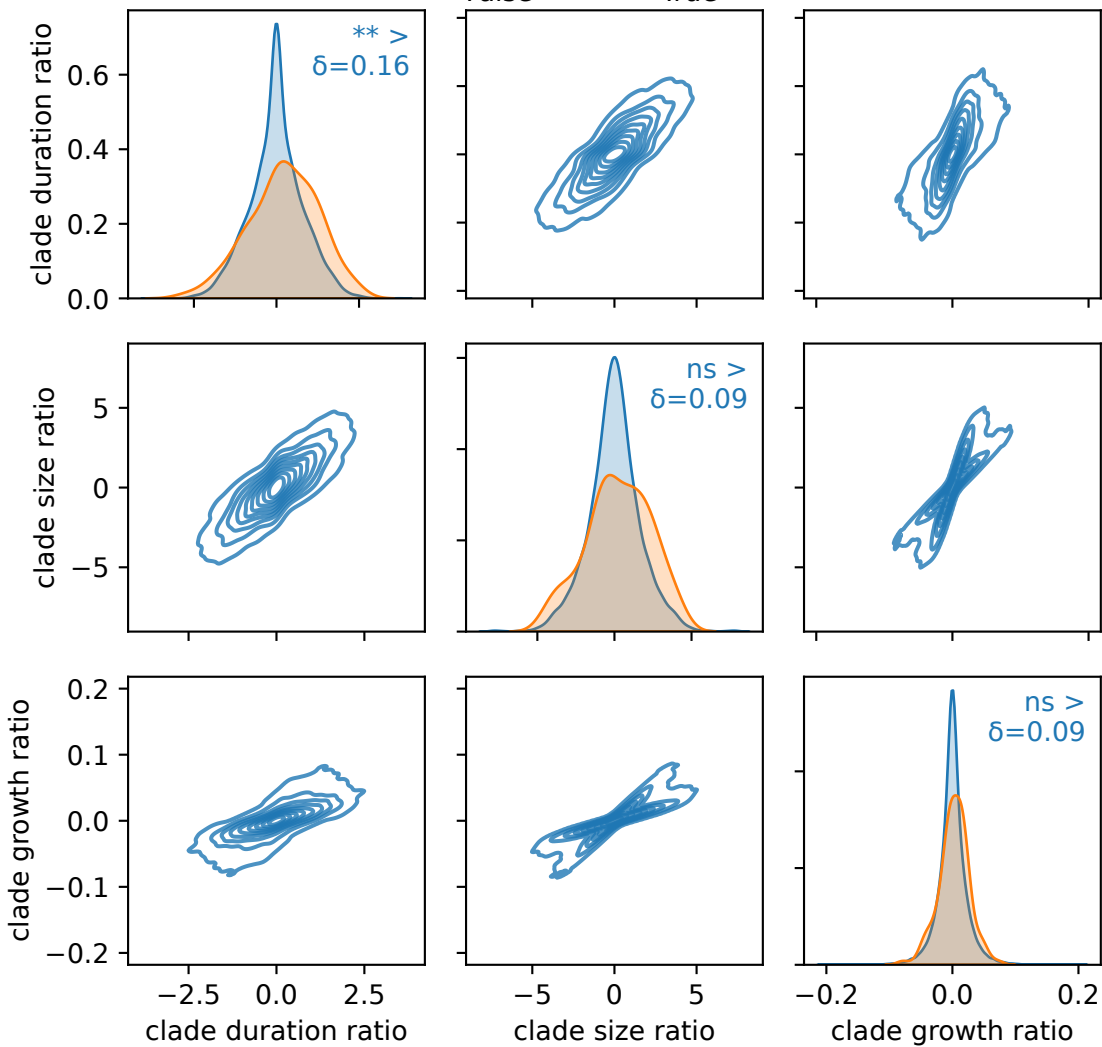 ** >
δ=0.16
clade duration ratio
0.6
0.4
0.2
0.0
ns >
δ=0.09
clade size ratio
5
0
−5
ns >
δ=0.09
clade growth ratio
0.2
0.1
0.0
−0.1
−0.2
−2.5 0.0 2.5 −5 0 5 −0.2 0.0 0.2
clade duration ratio clade size ratio clade growth ratio